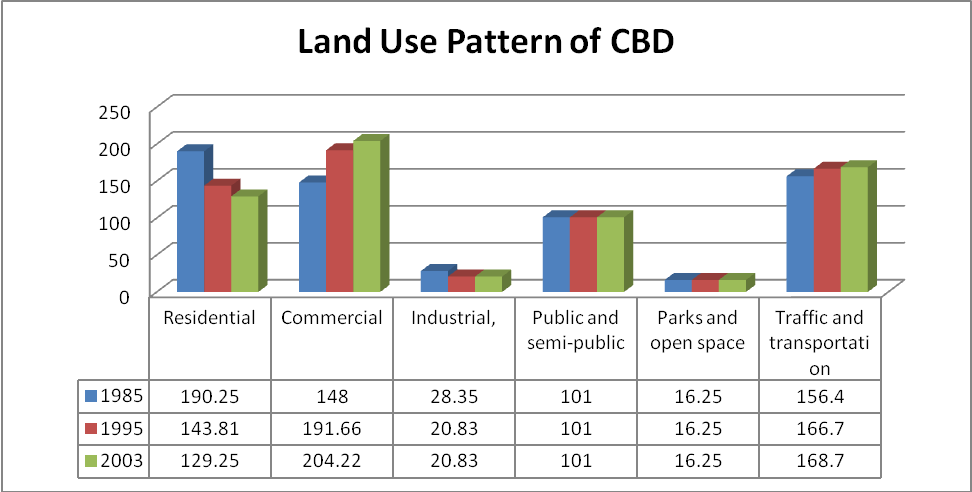 Land Use Pattern of CBD
250
200
150
100
50
0
Residential Commercial Industrial, Public and semi-public Parks and open space Traffic and transportati on
1985 190.25 148 28.35 101 16.25 156.4
1995 143.81 191.66 20.83 101 16.25 166.7
2003 129.25 204.22 20.83 101 16.25 168.7